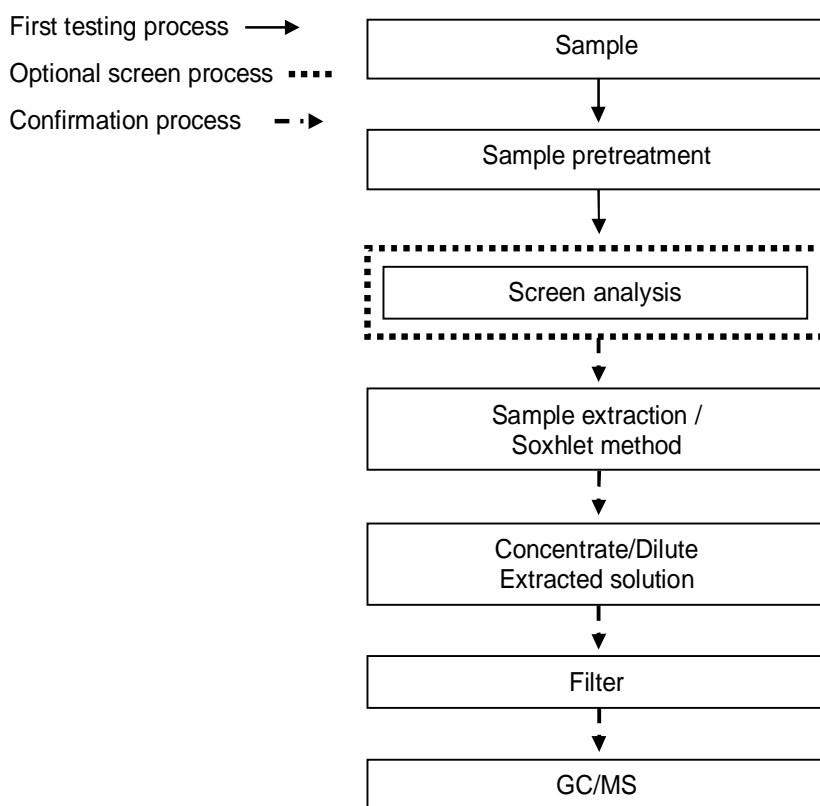 First testing process
Optional screen process
Confirmation process
Sample
Sample pretreatment
Screen analysis
Sample extraction /
Soxhlet method
Concentrate/Dilute
Extracted solution
Filter
GC/MS